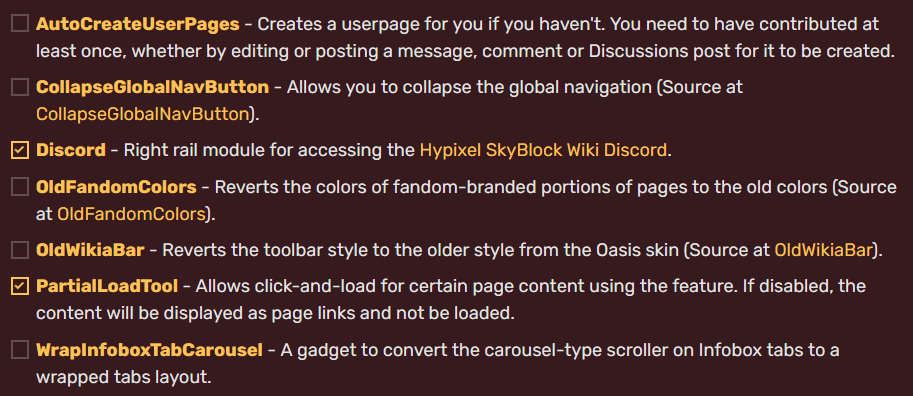 AutoCreateUserPages - Creates a userpage for you if you haven't. You need to have contributed at
least once, whether by editing or posting a message, comment or Discussions post for it to be created.
CollapseGlobalNavButton - Allows you to collapse the global navigation (Source at
CollapseGlobalNavButton).
Discord - Right rail module for accessing the Hypixel SkyBlock Wiki Discord.
OldFandomColors - Reverts the colors of fandom-branded portions of pages to the old colors (Source
at OldFandomColors).
OldWikiaBar - Reverts the toolbar style to the older style from the Oasis skin (Source at OldWikiaBar).
PartialLoadTool - Allows click-and-load for certain page content using the feature. If disabled, the
content will be displayed as page links and not be loaded.
WrapInfoboxTabCarousel - A gadget to convert the carousel-type scroller on Infobox tabs to a
wrapped tabs layout.